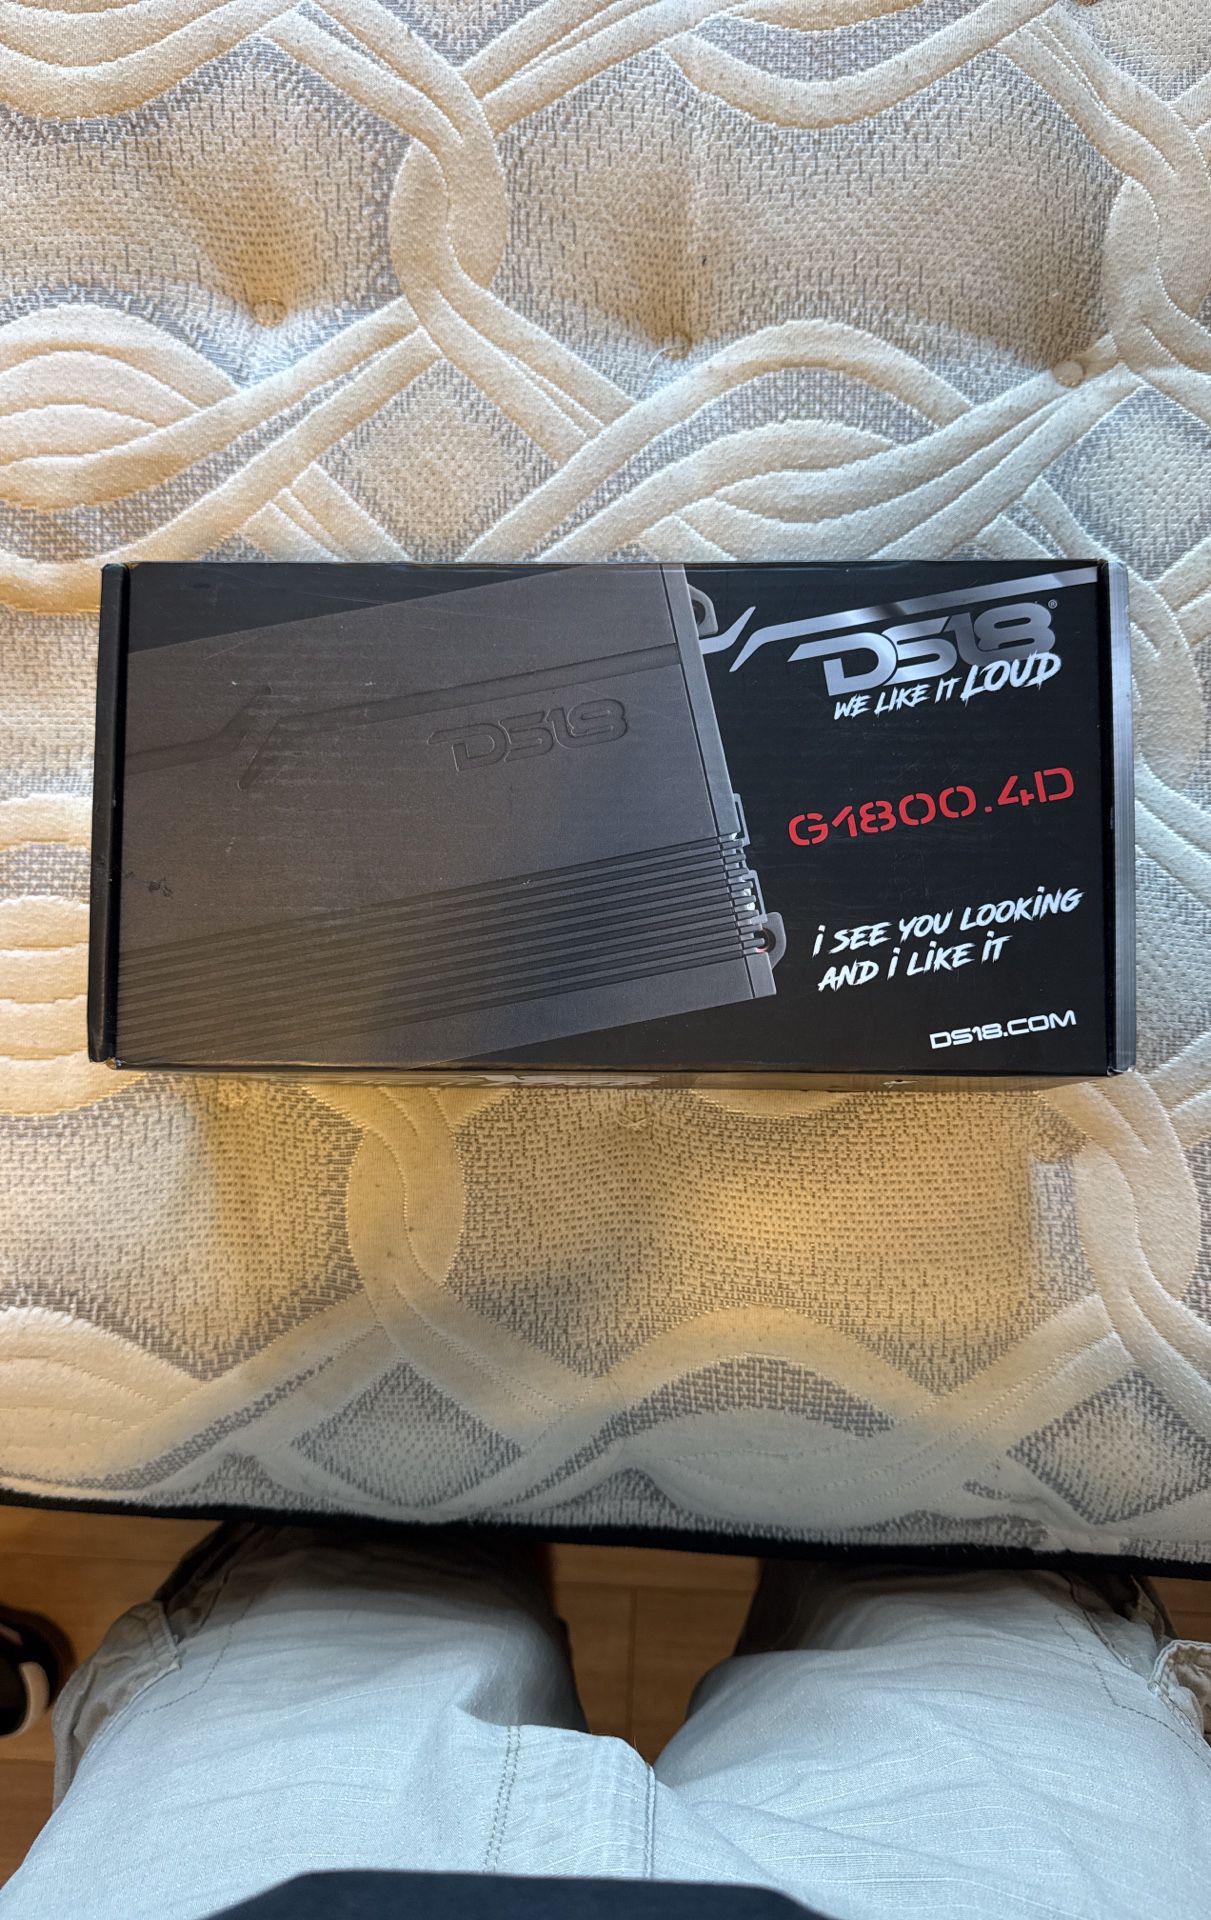 DS18
DS18®
WE LIKE IT LOUD
G1800.4D
i SEE YOU LOOKiNG
AND i LiKE iT
DS18.COM